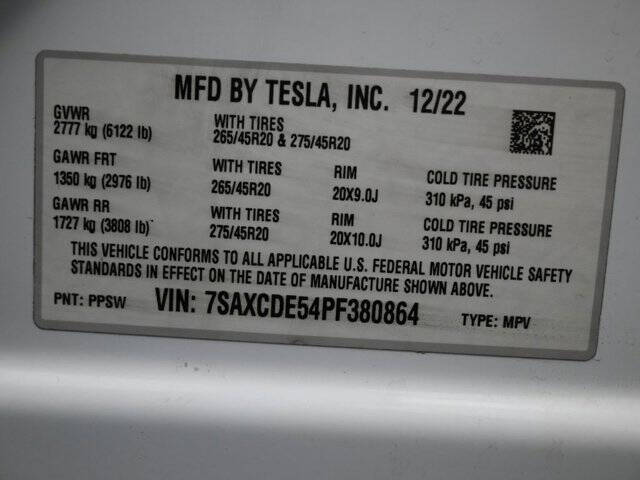 MFD BY TESLA, INC. 12/22
GVWR
2777 kg (6122 lb)
WITH TIRES
265/45R20 & 275/45R20
GAWR FRT
1350 kg (2976 lb)
WITH TIRES
265/45R20
RIM
20X9.0J
COLD TIRE PRESSURE
310 kPa, 45 psi
GAWR RR
1727 kg (3808 lb)
WITH TIRES
275/45R20
RIM
20X10.0J
COLD TIRE PRESSURE
310 kPa, 45 psi
THIS VEHICLE CONFORMS TO ALL APPLICABLE U.S. FEDERAL MOTOR VEHICLE SAFETY
STANDARDS IN EFFECT ON THE DATE OF MANUFACTURE SHOWN ABOVE.
PNT: PPSW VIN: 7SAXCDE54PF380864 TYPE: MPV